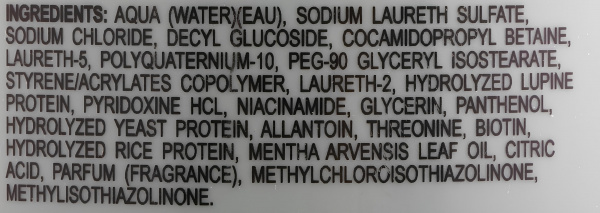 INGREDIENTS: AQUA (WATER)(EAU), SODIUM LAURETH SULFATE,
SODIUM CHLORIDE, DECYL GLUCOSIDE, COCAMIDOPROPYL BETAINE,
LAURETH-5, POLYQUATERNIUM-10, PEG-90 GLYCERYL ISOSTEARATE,
STYRENE/ACRYLATES COPOLYMER, LAURETH-2, HYDROLYZED LUPINE
PROTEIN, PYRIDOXINE HCL, NIACINAMIDE, GLYCERIN, PANTHENOL,
HYDROLYZED YEAST PROTEIN, ALLANTOIN, THREONINE, BIOTIN,
HYDROLYZED RICE PROTEIN, MENTHA ARVENSIS LEAF OIL, CITRIC
ACID, PARFUM (FRAGRANCE), METHYLCHLOROISOTHIAZOLINONE,
METHYLISOTHIAZOLINONE.